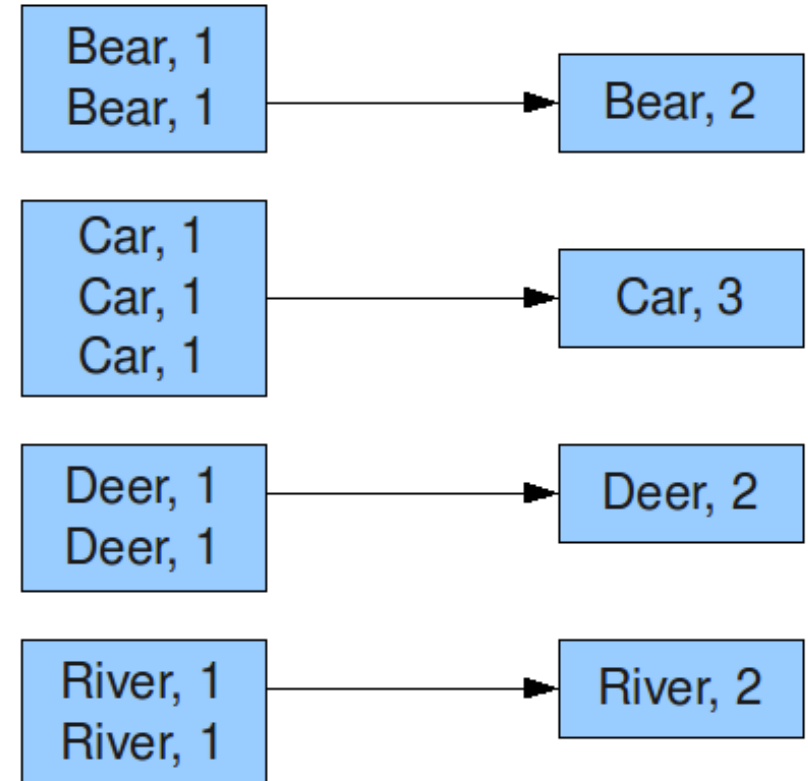 Bear, 1
Bear, 1
Bear, 2
Car, 1
Car, 1
Car, 1
Car, 3
Deer, 1
Deer, 1
Deer, 2
River, 1
River, 1
River, 2